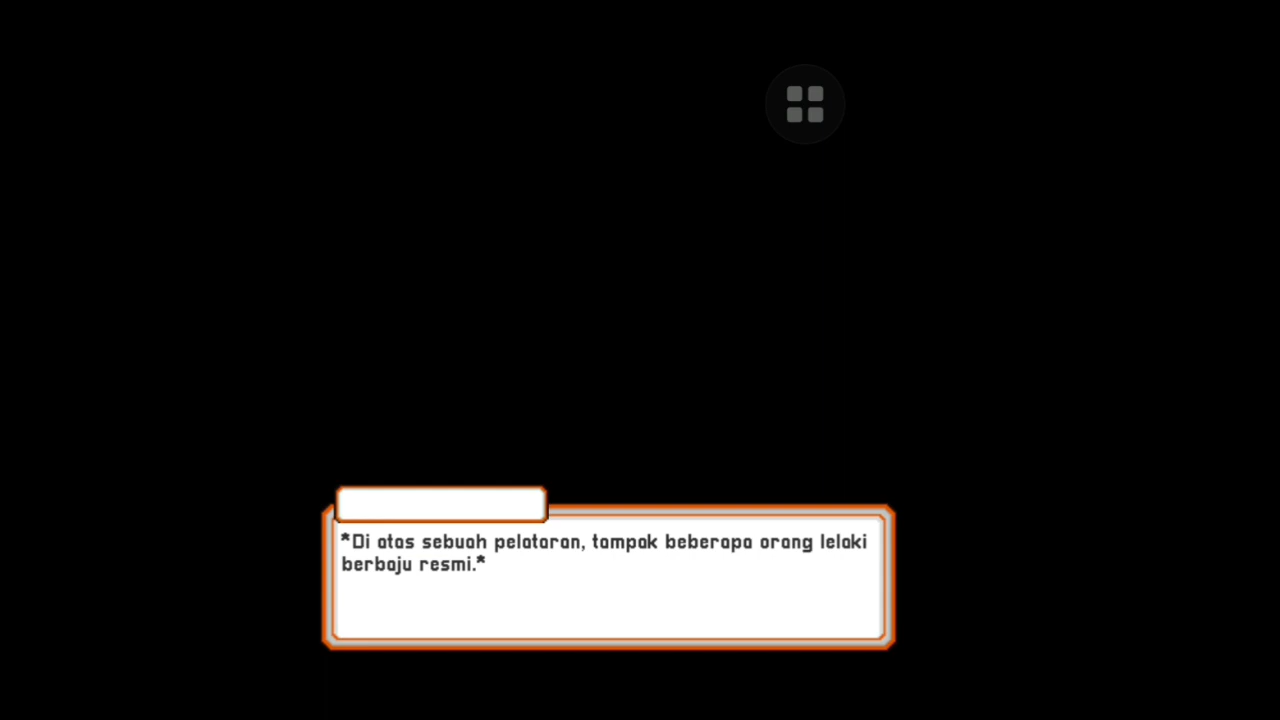 *Di atas sebuah pelataran, tampak beberapa orang lelaki
berbaju resmi.*